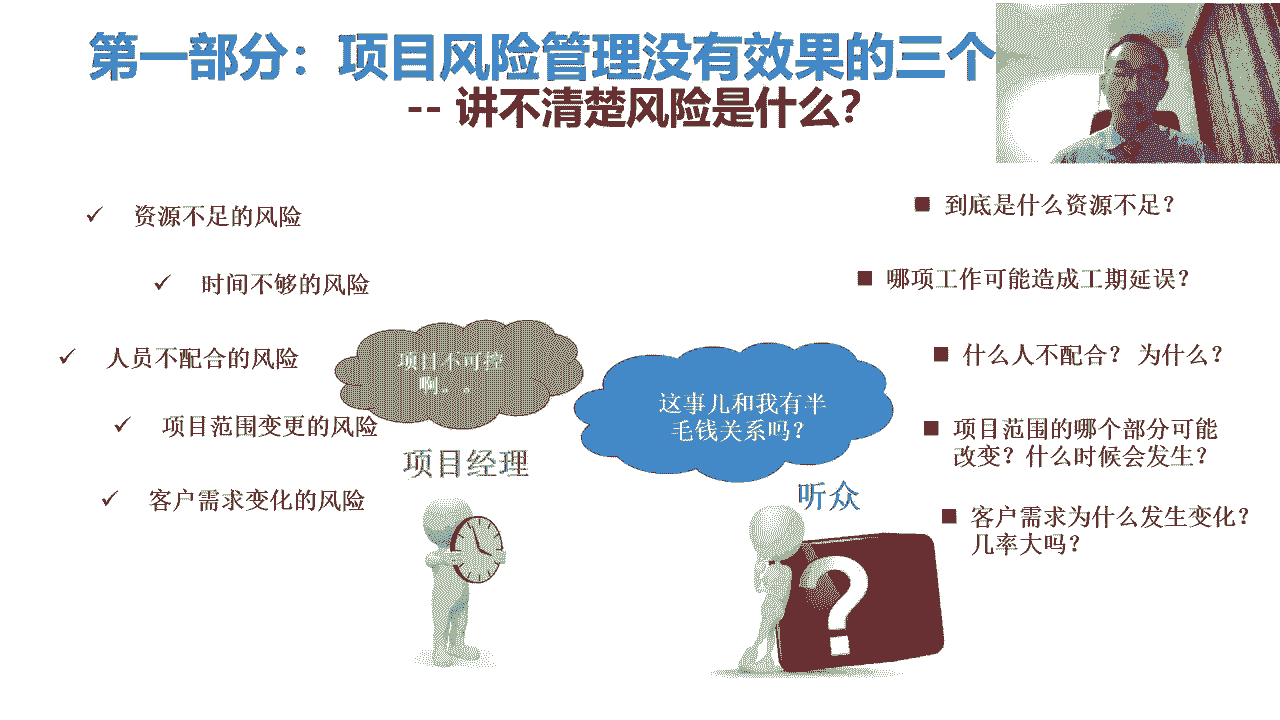 第一部分：项目风险管理没有效果的三个
-- 讲不清楚风险是什么？
资源不足的风险
时间不够的风险
人员不配合的风险
项目范围变更的风险
客户需求变化的风险
项目不可控
啊。。
项目经理
这事儿和我有半
毛钱关系吗？
听众
到底是什么资源不足？
哪项工作可能造成工期延误？
什么人不配合？ 为什么？
项目范围的哪个部分可能
改变？什么时候会发生？
客户需求为什么发生变化？
几率大吗？
?